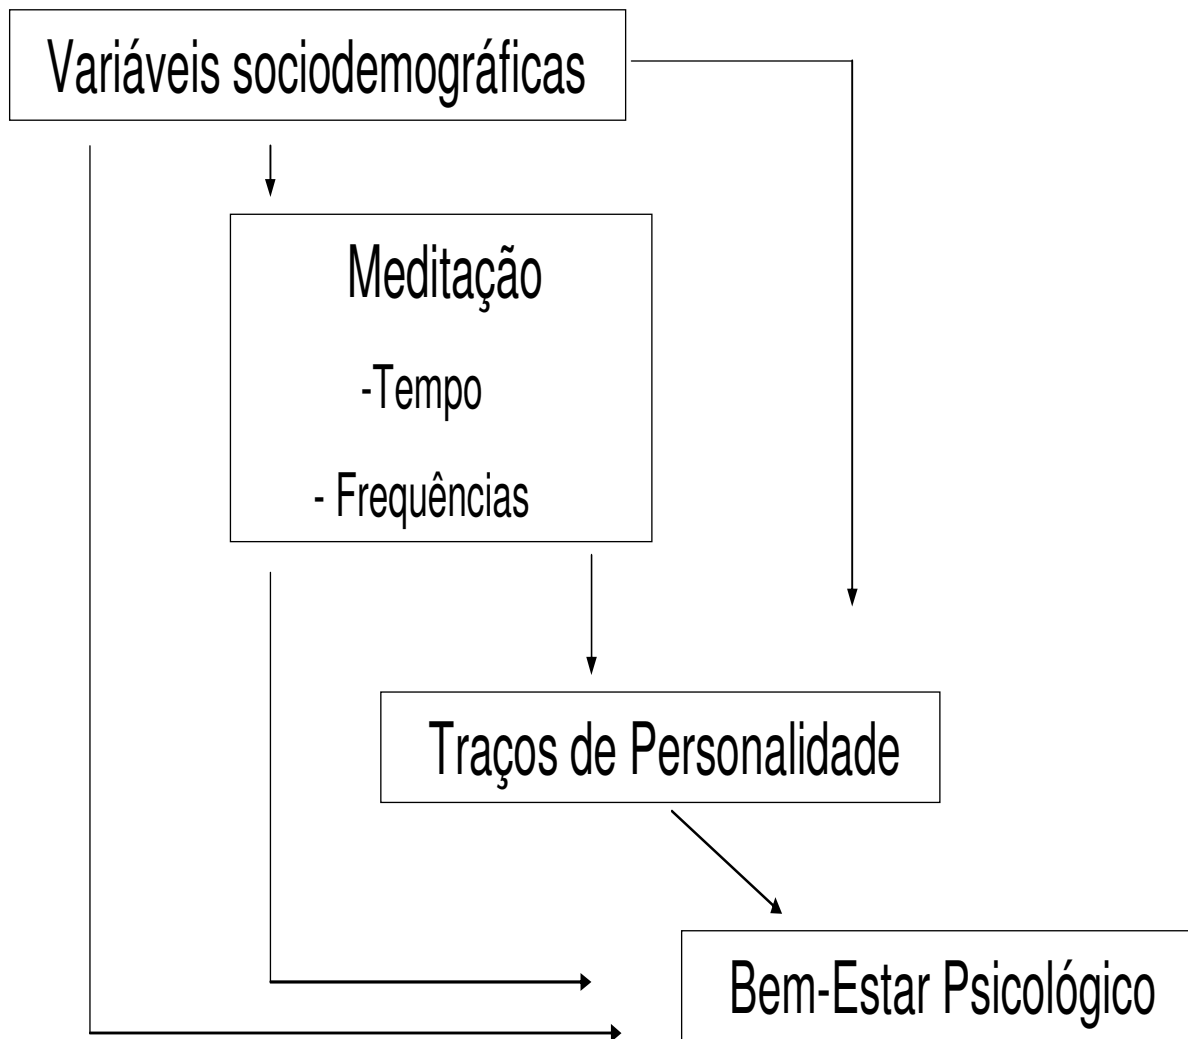 Variáveis sociodemográficas
Meditação
-Tempo
- Frequências
Traços de Personalidade
Bem-Estar Psicológico